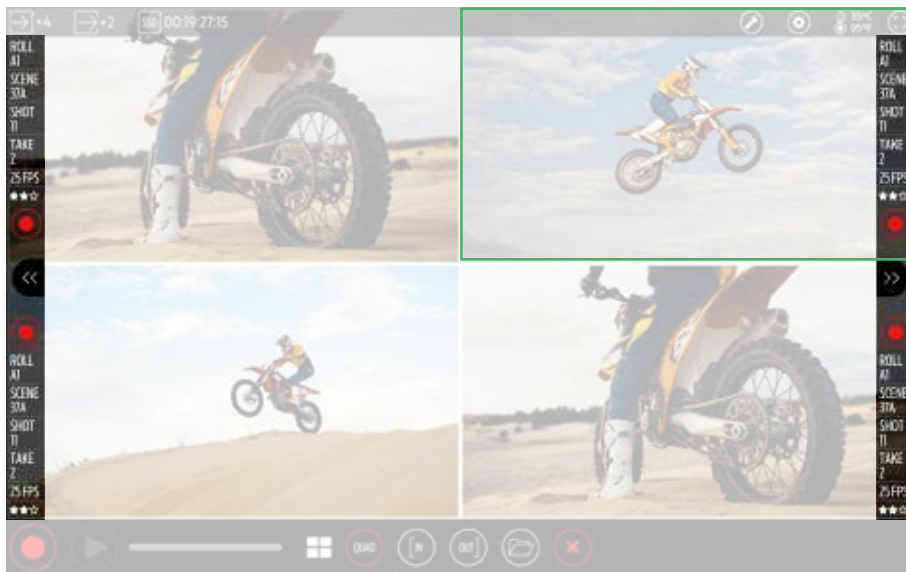 ×4 ×2 SSD 00:39:27:15 35°C
95°F
ROLL
A1
SCENE
37A
SHOT
11
TAKE
2
25 FPS
ROLL
A1
SCENE
37A
SHOT
11
TAKE
2
25 FPS
<<
>>
ROLL
A1
SCENE
37A
SHOT
11
TAKE
2
25 FPS
ROLL
A1
SCENE
37A
SHOT
11
TAKE
2
25 FPS
QUAD [IN OUT]